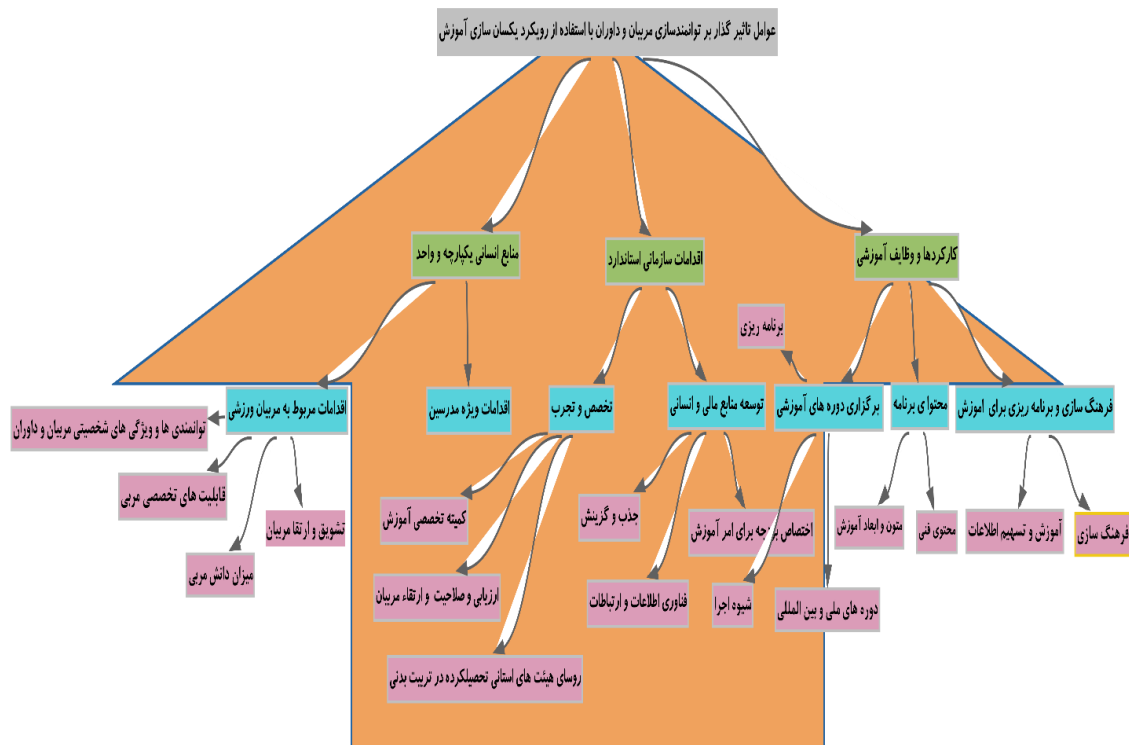 عوامل تاثیر گذار بر توانمندسازی مربیان و داوران با استفاده از رویکرد یکسان سازی آموزش
کارکردها و وظایف آموزشی
اقدامات سازمانی استاندارد
منابع انسانی یکپارچه و واحد
برنامه ریزی
فرهنگ سازی و برنامه ریزی برای اموزش
محتوای برنامه
برگزاری دوره های آموزشی
توسعه منابع مالی و انسانی
تخصص و تجرب
اقدامات ویژه مدرسین
اقدامات مربوط به مربیان ورزشی
توانمندی ها و ویژگی های شخصیتی مربیان و داوران
فرهنگ سازی
آموزش و تسهیم اطلاعات
محتوی فنی
متون و ابعاد آموزش
اختصاص بودجه برای امر آموزش
جذب و گزینش
کمیته تخصصی آموزش
تشویق و ارتقا مربیان
قابلیت های تخصصی مربی
میزان دانش مربی
دوره های ملی و بین المللی
شیوه اجرا
فناوری اطلاعات و ارتباطات
ارزیابی و صلاحیت و ارتقاء مربیان
روسای هیئت های استانی تحصیلکرده در تربیت بدنی